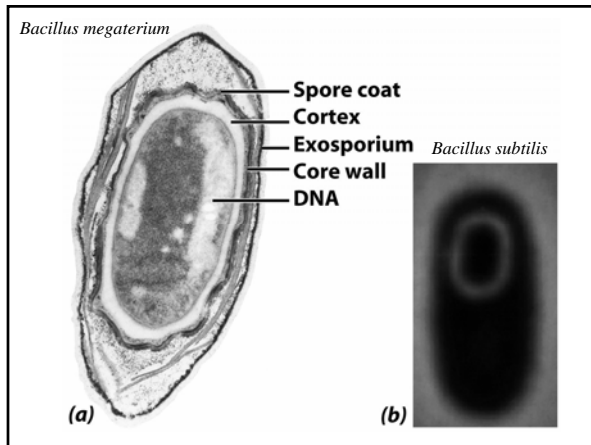 Bacillus megaterium
Spore coat
Cortex
Exosporium
Core wall
DNA
Bacillus subtilis
(a)
(b)